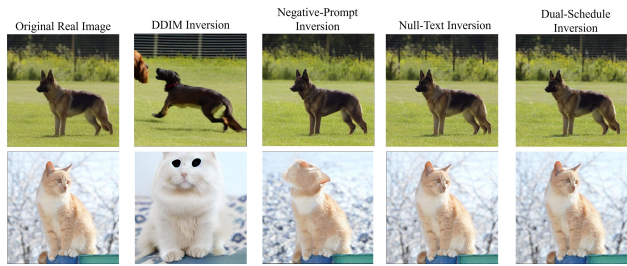 Original Real Image
DDIM Inversion
Negative-Prompt
Inversion
Null-Text Inversion
Dual-Schedule
Inversion